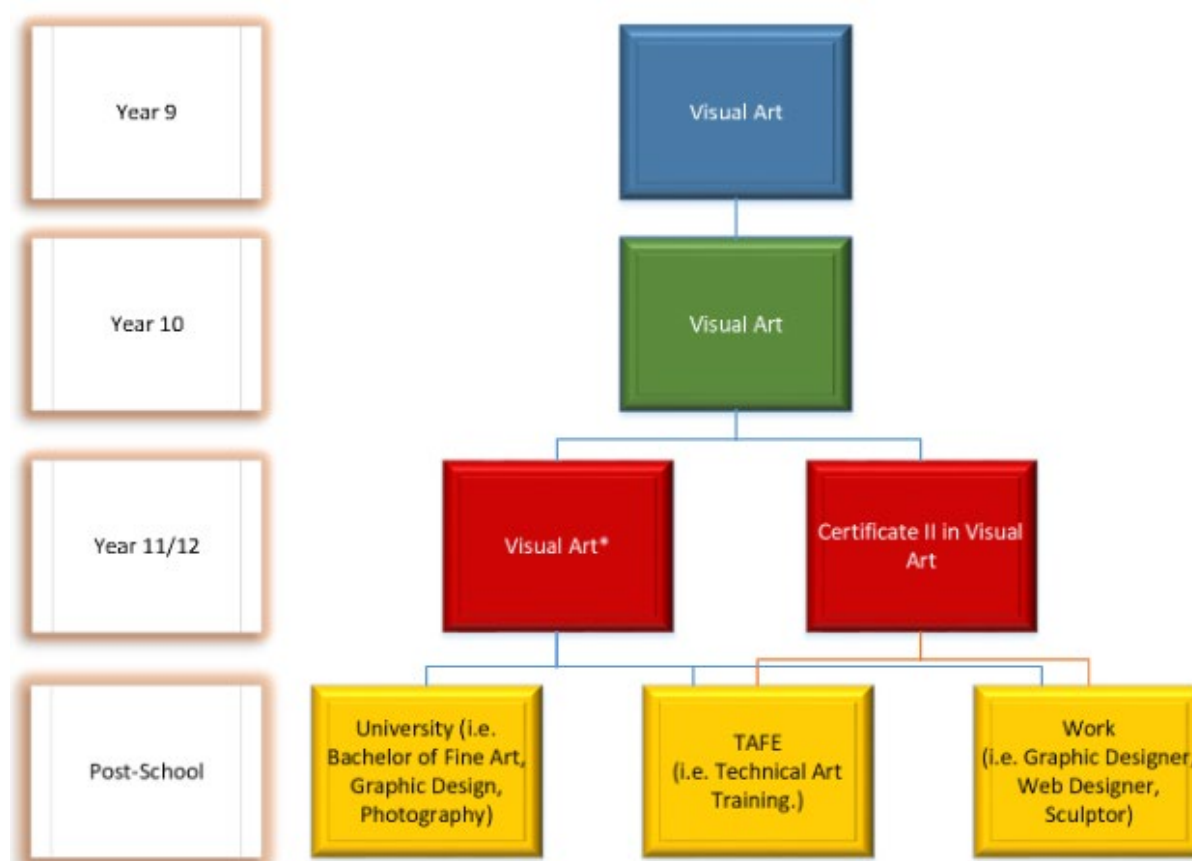 Year 9
Visual Art
Year 10
Visual Art
Year 11/12
Visual Art*
Certificate II in Visual
Art
Post-School
University (i.e.
Bachelor of Fine Art,
Graphic Design,
Photography)
TAFE
(i.e. Technical Art
Training.)
Work
(i.e. Graphic Designer,
Web Designer,
Sculptor)